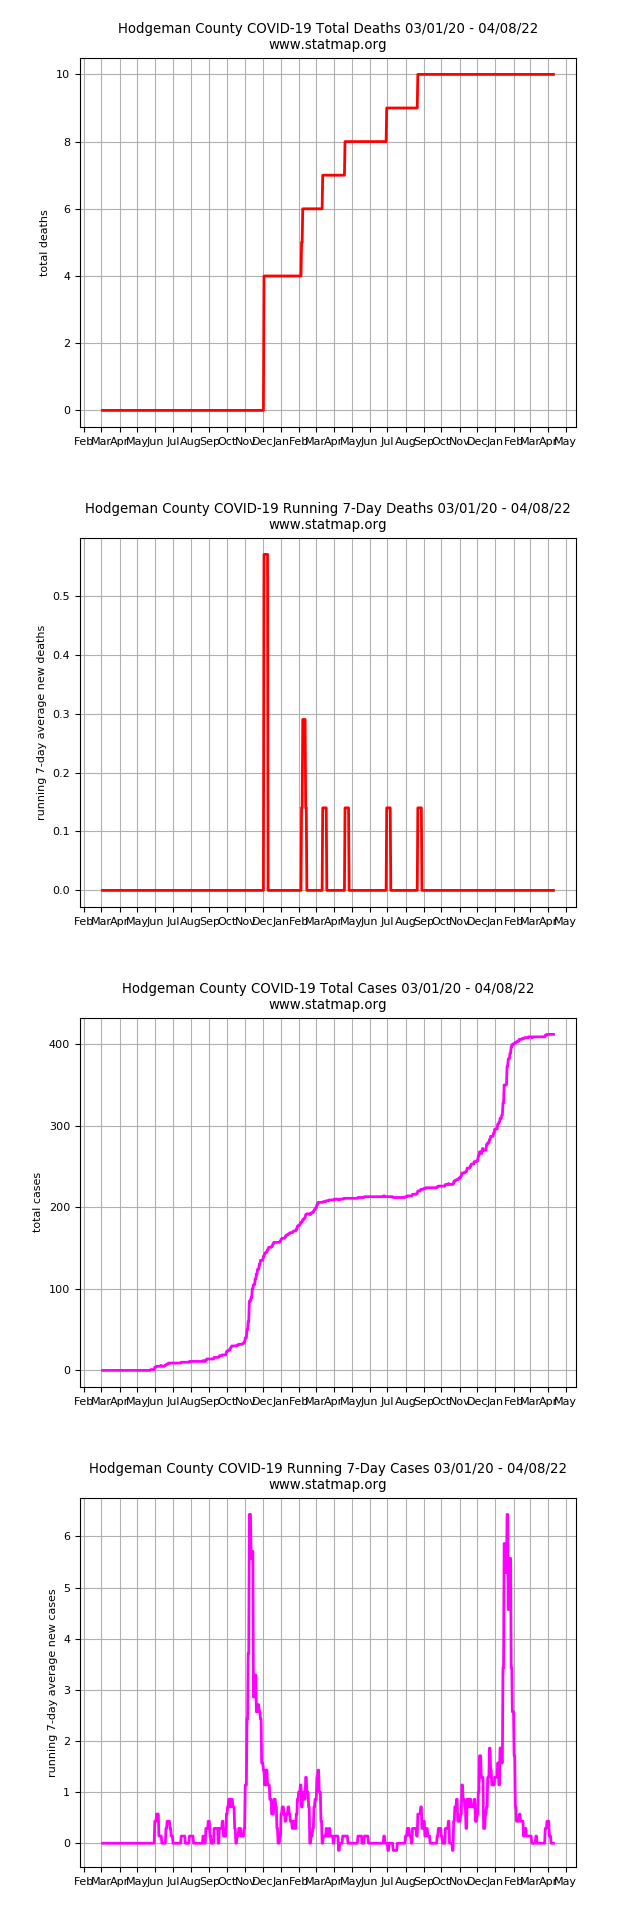 Hodgeman County COVID-19 Total Deaths 03/01/20 - 04/08/22
www.statmap.org
10
8
6
4
2
0
total deaths
Feb Mar Apr May Jun Jul Aug Sep Oct Nov Dec Jan Feb Mar Apr May Jun Jul Aug Sep Oct Nov Dec Jan Feb Mar Apr May
Hodgeman County COVID-19 Running 7-Day Deaths 03/01/20 - 04/08/22
www.statmap.org
0.5
0.4
0.3
0.2
0.1
0.0
running 7-day average new deaths
Feb Mar Apr May Jun Jul Aug Sep Oct Nov Dec Jan Feb Mar Apr May Jun Jul Aug Sep Oct Nov Dec Jan Feb Mar Apr May
Hodgeman County COVID-19 Total Cases 03/01/20 - 04/08/22
www.statmap.org
400
300
200
100
0
total cases
Feb Mar Apr May Jun Jul Aug Sep Oct Nov Dec Jan Feb Mar Apr May Jun Jul Aug Sep Oct Nov Dec Jan Feb Mar Apr May
Hodgeman County COVID-19 Running 7-Day Cases 03/01/20 - 04/08/22
www.statmap.org
6
5
4
3
2
1
0
running 7-day average new cases
Feb Mar Apr May Jun Jul Aug Sep Oct Nov Dec Jan Feb Mar Apr May Jun Jul Aug Sep Oct Nov Dec Jan Feb Mar Apr May